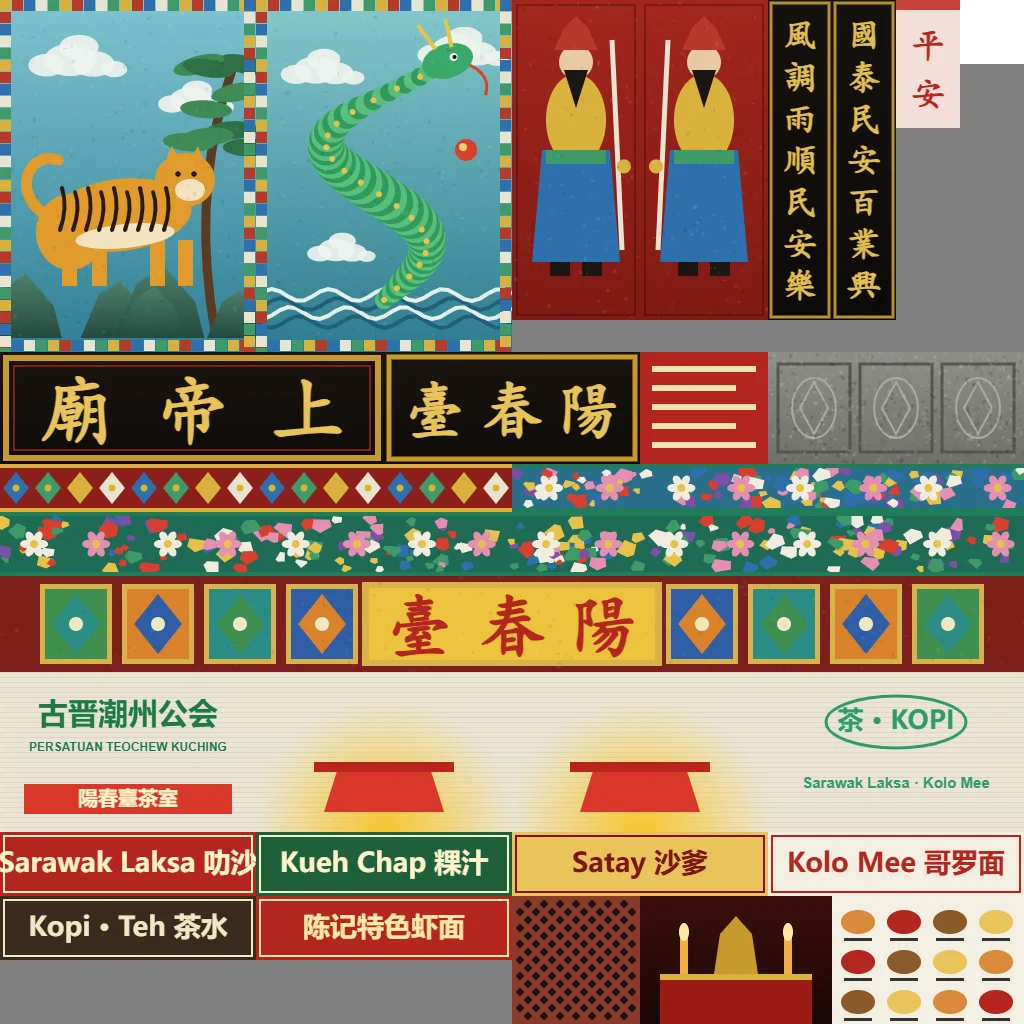 風調雨順民安樂
國泰民安百業興
平安
上帝廟
陽春臺
陽春臺
古晋潮州公会
PERSATUAN TEOCHEW KUCHING
陽春臺茶室
茶 • KOPI
Sarawak Laksa · Kolo Mee
Sarawak Laksa 叻沙
Kueh Chap 粿汁
Satay 沙爹
Kolo Mee 哥罗面
Kopi • Teh 茶水
陈记特色虾面